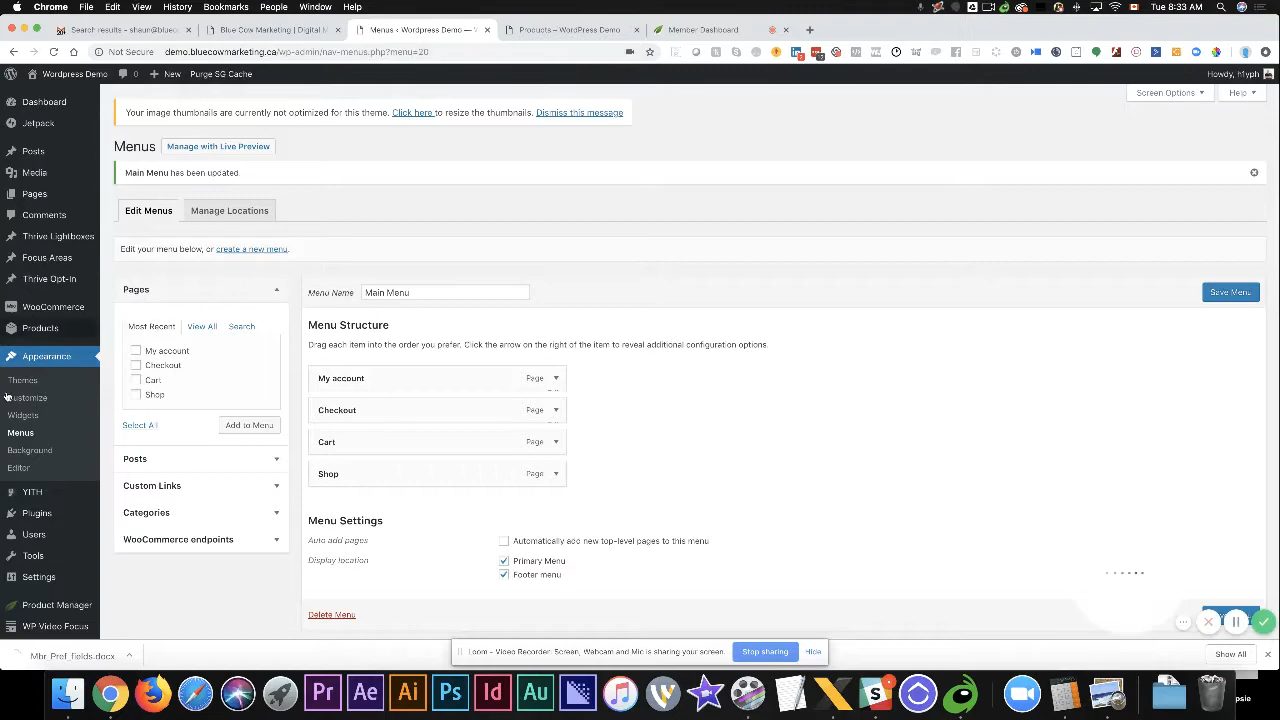 Chrome File Edit View History Bookmarks People Window Help Tue 8:33 AM
Search results - shaun@blueco Blue Cow Marketing | Digital M Menus < Wordpress Demo — W Products – WordPress Demo Member Dashboard
Not Secure demo.bluecowmarketing.ca/wp-admin/nav-menus.php?menu=20
Wordpress Demo 0 New Purge SG Cache Howdy, h1yph
Screen Options Help
Your image thumbnails are currently not optimized for this theme. Click here to resize the thumbnails. Dismiss this message
Menus Manage with Live Preview
Main Menu has been updated.
Edit Menus Manage Locations
Edit your menu below, or create a new menu.
Dashboard
Jetpack
Posts
Media
Pages
Comments
Thrive Lightboxes
Focus Areas
Thrive Opt-In
WooCommerce
Products
Appearance
Themes
Customize
Widgets
Menus
Background
Editor
YITH
Plugins
Users
Tools
Settings
Product Manager
WP Video Focus
Pages
Most Recent View All Search
My account
Checkout
Cart
Shop
Select All Add to Menu
Posts
Custom Links
Categories
WooCommerce endpoints
Menu Name Main Menu Save Menu
Menu Structure
Drag each item into the order you prefer. Click the arrow on the right of the item to reveal additional configuration options.
My account Page
Checkout Page
Cart Page
Shop Page
Menu Settings
Auto add pages Automatically add new top-level pages to this menu
Display location Primary Menu
Footer menu
Delete Menu
Loom – Video Recorder: Screen, Webcam and Mic is sharing your screen. Stop sharing Hide
Mbr_Pref_fields.docx Show All
Pr Ae Ai Ps Id Au
osie